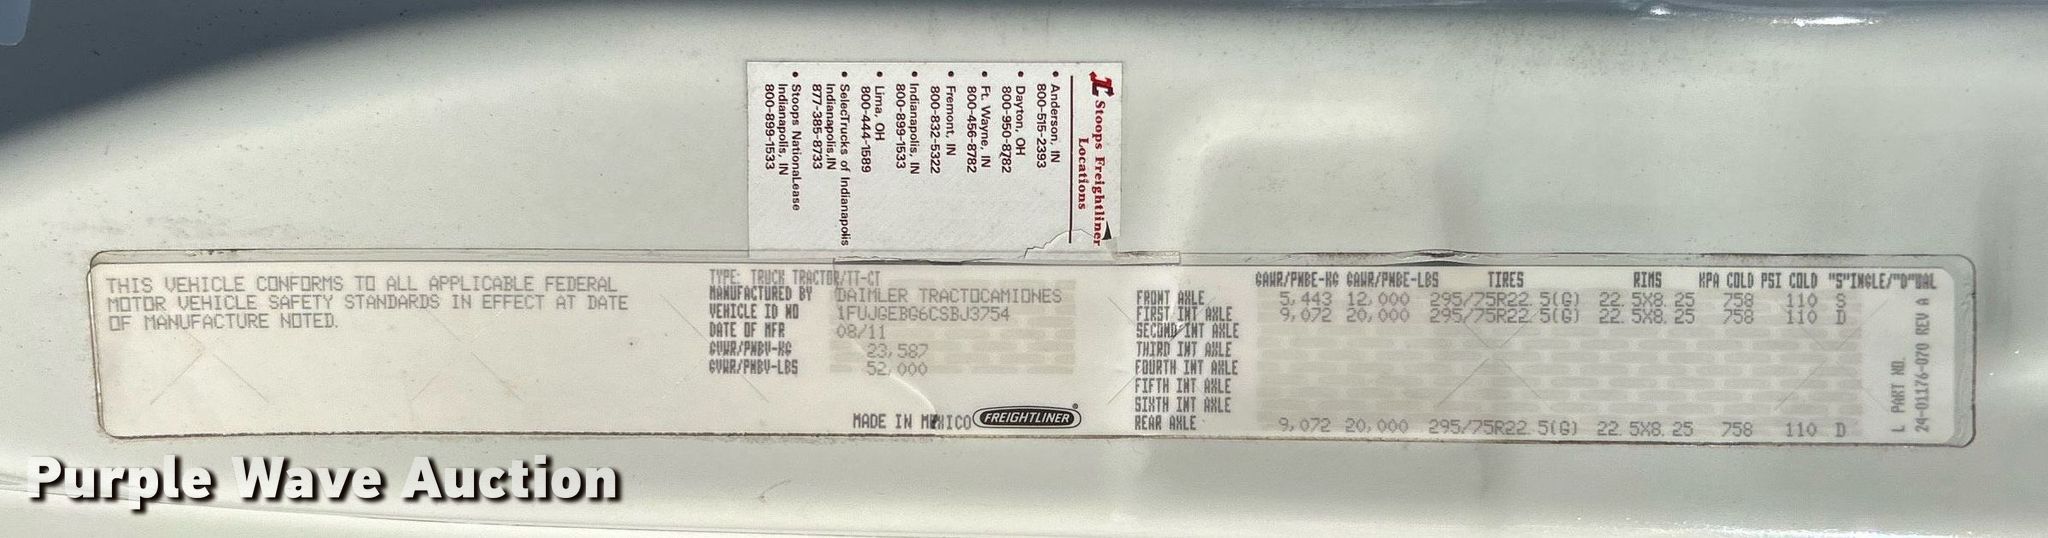 Stoops Freightliner
Locations
• Anderson, IN
800-515-2393
• Dayton, OH
800-950-8782
• Ft. Wayne, IN
800-456-8782
• Fremont, IN
800-832-5322
• Indianapolis, IN
800-899-1533
• Lima, OH
800-444-1589
• SelecTrucks of Indianapolis
Indianapolis,IN
877-385-8733
• Stoops NationaLease
Indianapolis, IN
800-899-1533
THIS VEHICLE CONFORMS TO ALL APPLICABLE FEDERAL
MOTOR VEHICLE SAFETY STANDARDS IN EFFECT AT DATE
OF MANUFACTURE NOTED.
TYPE: TRUCK TRACTOR/TT-CT
MANUFACTURED BY DAIMLER TRACTOCAMIONES
VEHICLE ID NO 1FUJGEBG6CSBJ3754
DATE OF MFR 08/11
GVWR/PNBV-KG 23,587
GVWR/PNBV-LBS 52,000
MADE IN MEXICO FREIGHTLINER®
GAWR/PNBE-KG GAWR/PNBE-LBS TIRES RIMS KPA COLD PSI COLD "S"INGLE/"D"UAL
FRONT AXLE 5,443 12,000 295/75R22.5(G) 22.5X8.25 758 110 S
FIRST INT AXLE 9,072 20,000 295/75R22.5(G) 22.5X8.25 758 110 D
SECOND INT AXLE
THIRD INT AXLE
FOURTH INT AXLE
FIFTH INT AXLE
SIXTH INT AXLE
REAR AXLE 9,072 20,000 295/75R22.5(G) 22.5X8.25 758 110 D
L PART NO.
24-01176-070 REV A
Purple Wave Auction